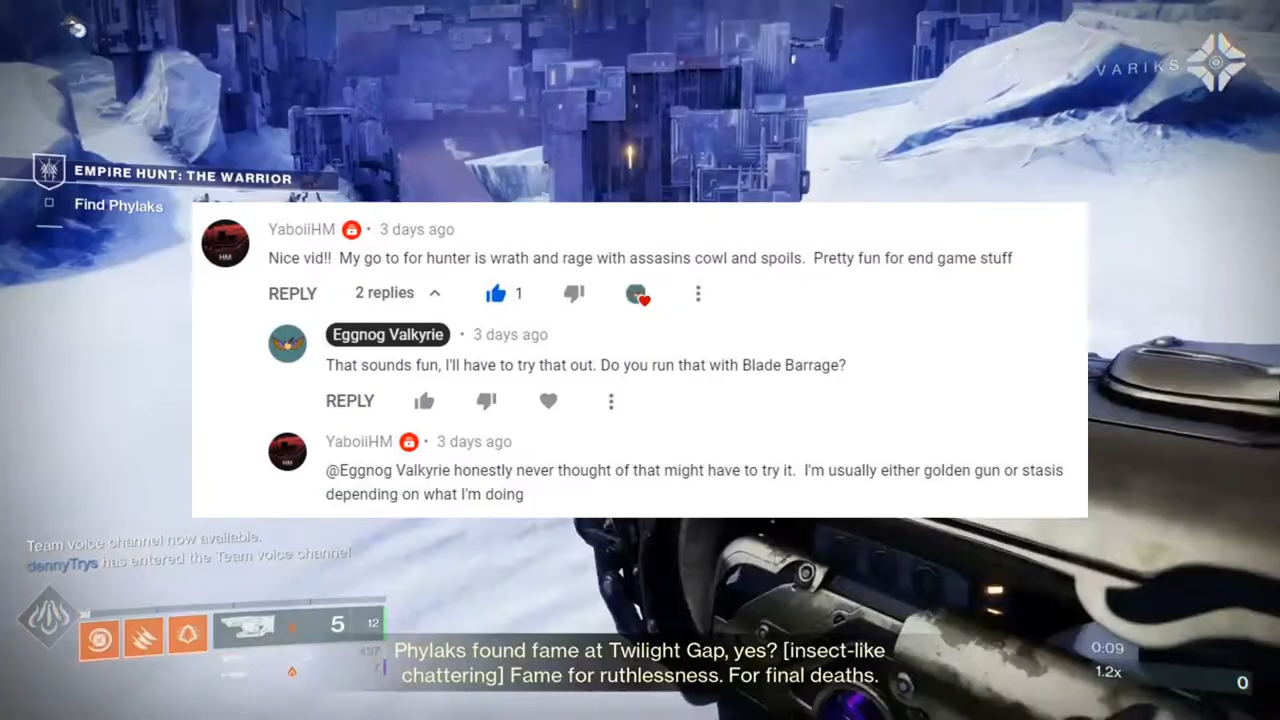 VARIKS
EMPIRE HUNT: THE WARRIOR
Find Phylaks
YaboiiHM • 3 days ago
HM
Nice vid!! My go to for hunter is wrath and rage with assasins cowl and spoils. Pretty fun for end game stuff
REPLY 2 replies 1
Eggnog Valkyrie • 3 days ago
That sounds fun, I'll have to try that out. Do you run that with Blade Barrage?
REPLY
YaboiiHM • 3 days ago
HM
@Eggnog Valkyrie honestly never thought of that might have to try it. I'm usually either golden gun or stasis
depending on what I'm doing
Team voice channel now available.
dennyTrys has entered the Team voice channel
5 12
437
7
Phylaks found fame at Twilight Gap, yes? [insect-like
chattering] Fame for ruthlessness. For final deaths.
0:09
1.2x
0